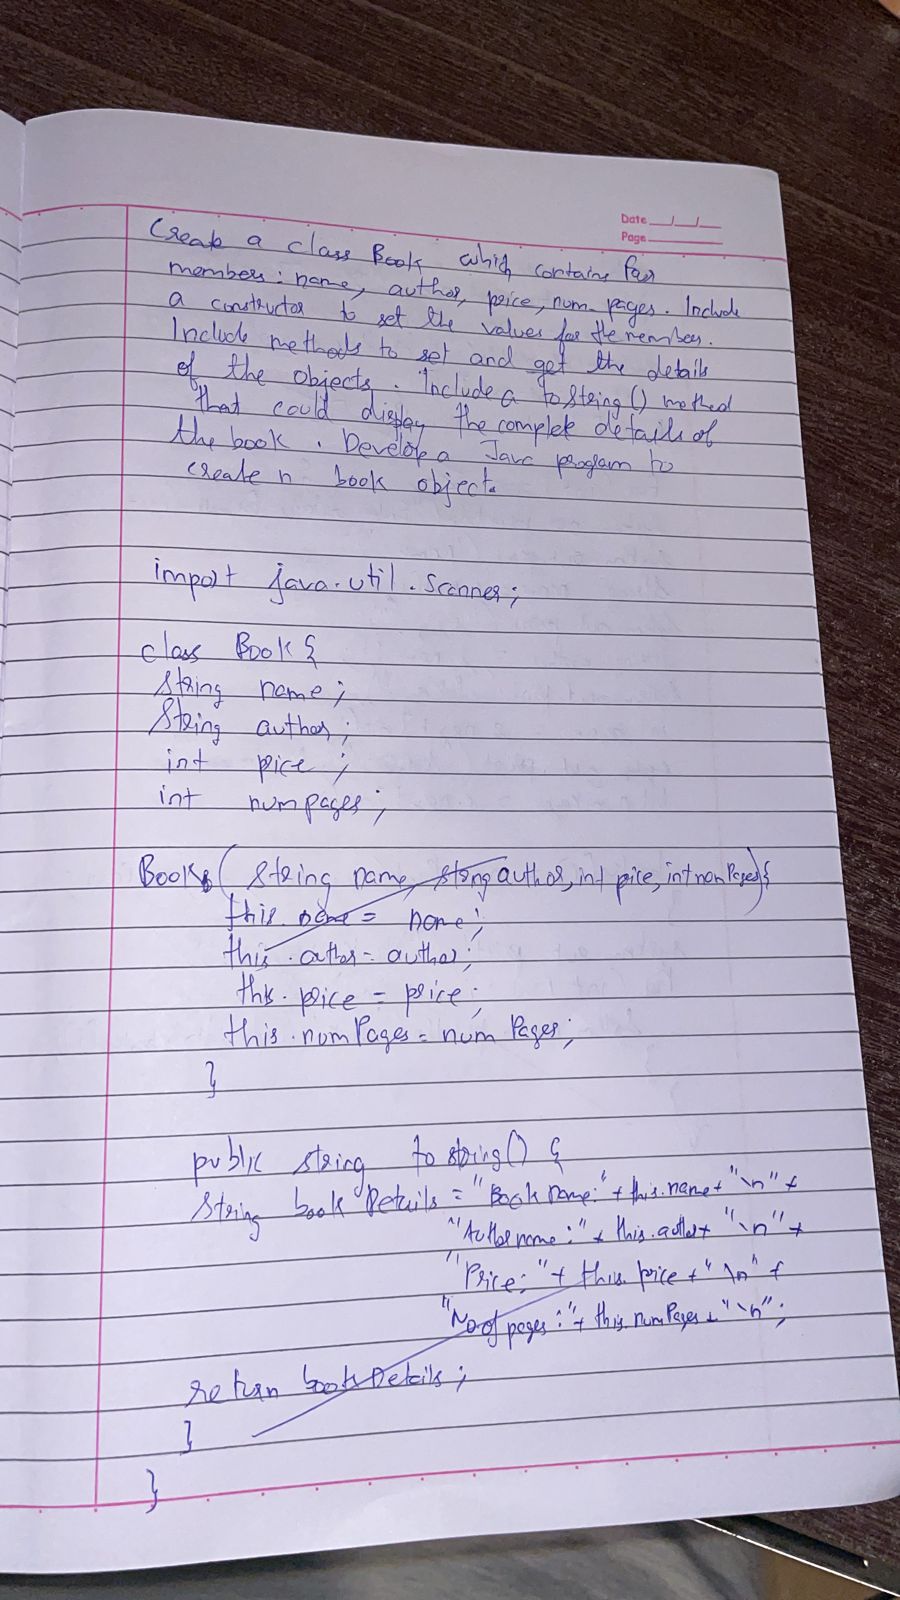 Date
Page
Create a class Book which contains four
members: name, author, price, num_pages. Include
a constructor to set the values for the members.
Include methods to set and get the details
of the objects. Include a toString() method
that could display the complete details of
the book. Develop a Java program to
create n book objects.
import java.util.Scanner;
class Book {
String name;
String author;
int price;
int numpages;
Books (String name, String author, int price, int numPages){
this.name = name;
this.author = author;
this.price = price;
this.numPages = numPages;
}
public string to string() {
String bookDetails = "Book name:" + this.name + "\n" +
"Author name:" + this.author + "\n" +
"Price:" + this.price + "\n" +
"No of pages:" + this.numPages + "\n";
return bookDetails;
}
}